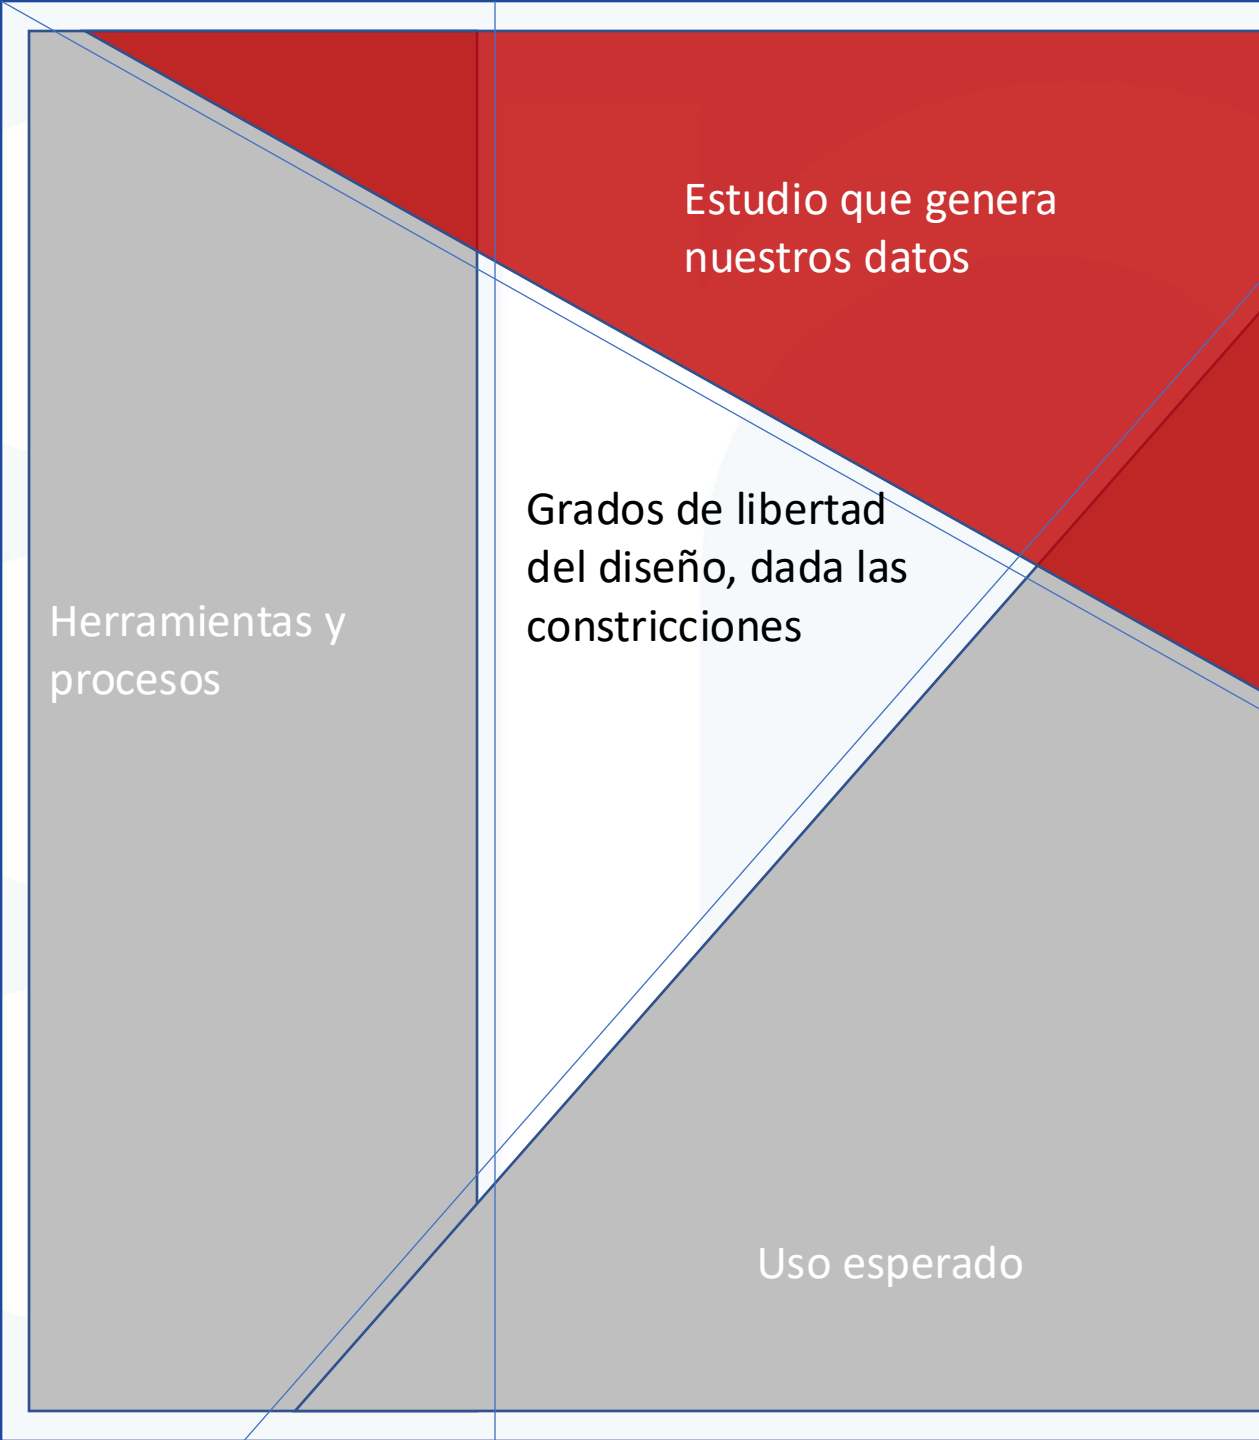 Estudio que genera
nuestros datos
Grados de libertad
del diseño, dada las
constricciones
Herramientas y
procesos
Uso esperado